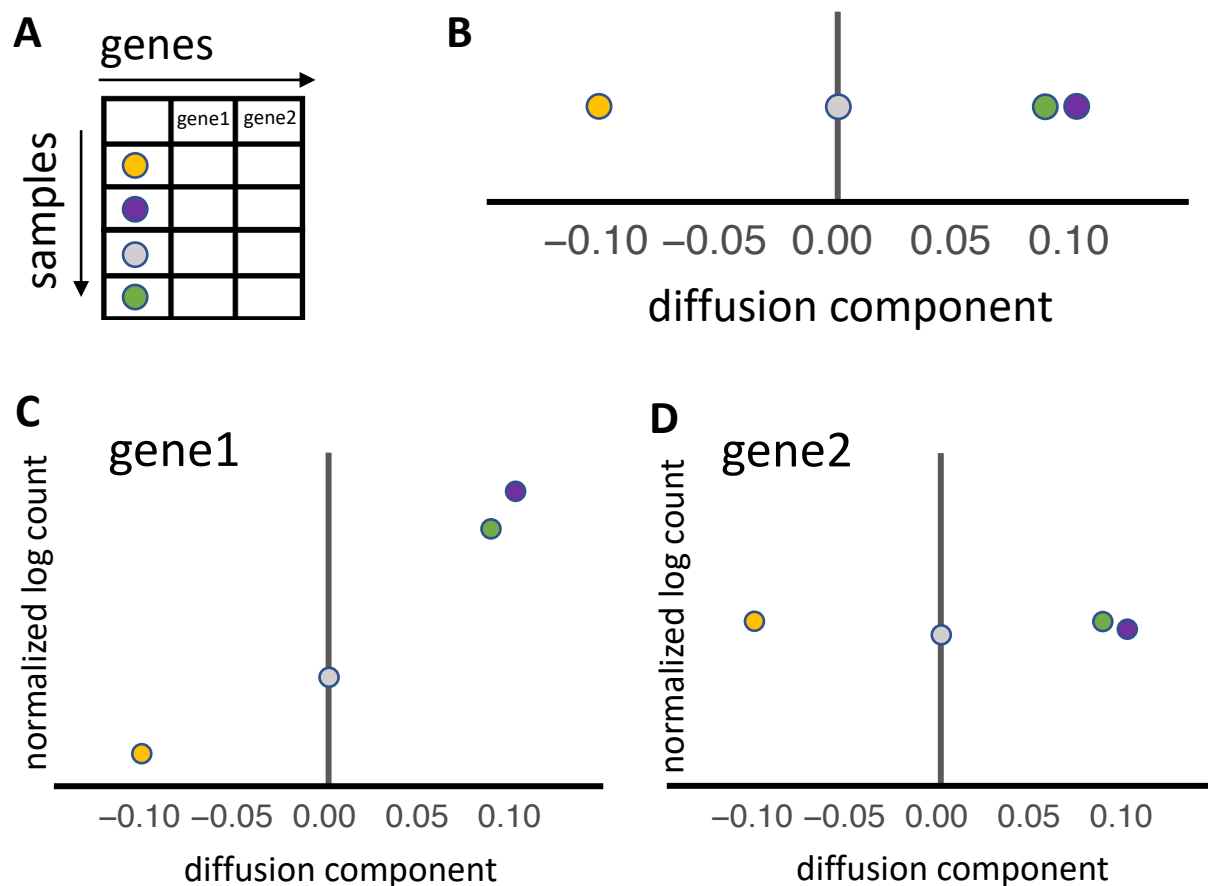 A
genes
gene1 gene2
samples
B
−0.10 −0.05 0.00 0.05 0.10
diffusion component
C
gene1
normalized log count
−0.10 −0.05 0.00 0.05 0.10
diffusion component
D
gene2
normalized log count
−0.10 −0.05 0.00 0.05 0.10
diffusion component